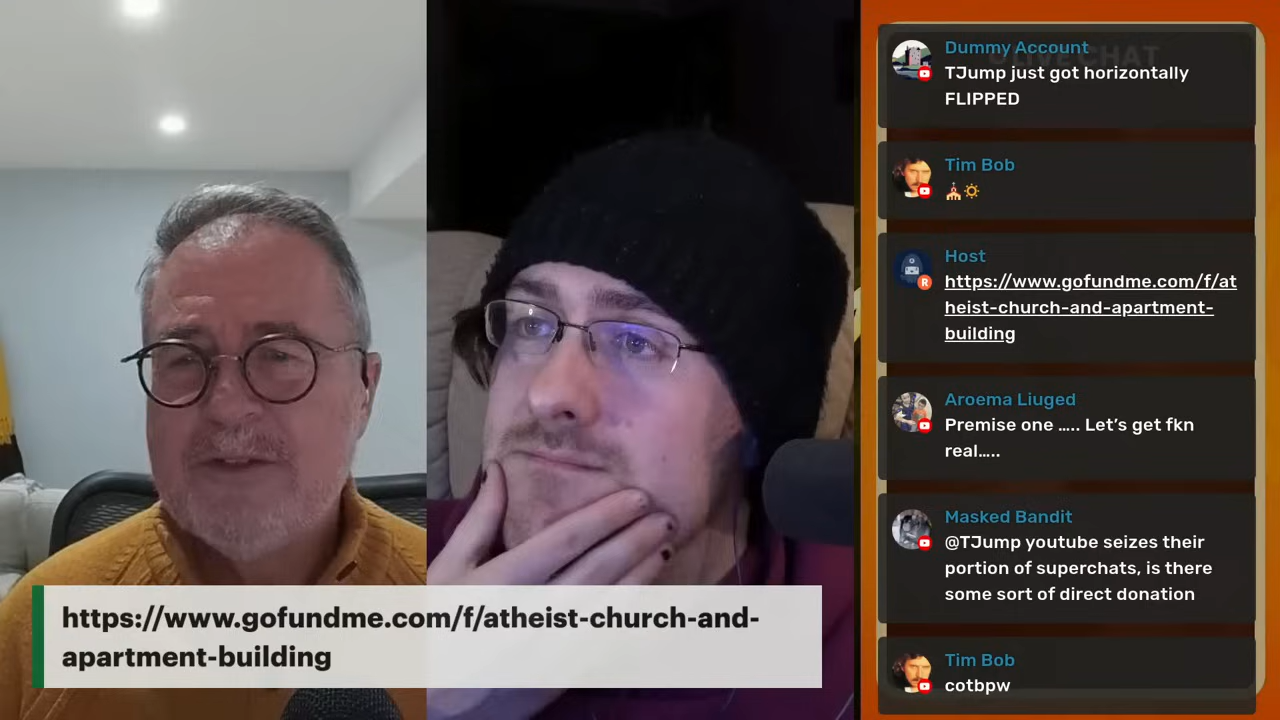 https://www.gofundme.com/f/atheist-church-and-
apartment-building
LIVE CHAT
Dummy Account
TJump just got horizontally
FLIPPED
Tim Bob
Host
https://www.gofundme.com/f/at
heist-church-and-apartment-
building
Aroema Liuged
Premise one ..... Let's get fkn
real.....
Masked Bandit
@TJump youtube seizes their
portion of superchats, is there
some sort of direct donation
Tim Bob
cotbpw